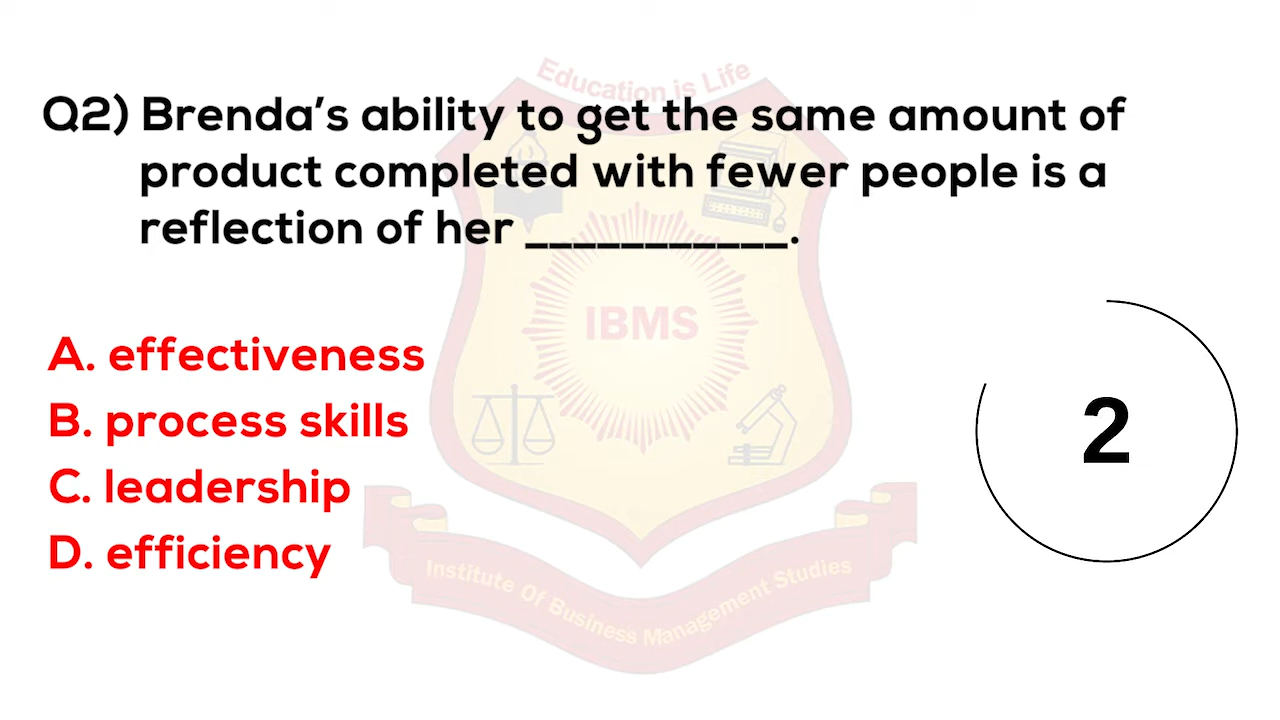 Education is Life
Q2) Brenda's ability to get the same amount of
product completed with fewer people is a
reflection of her ___________.
IBMS
A. effectiveness
B. process skills
C. leadership
D. efficiency
2
Institute Of Business Management Studies